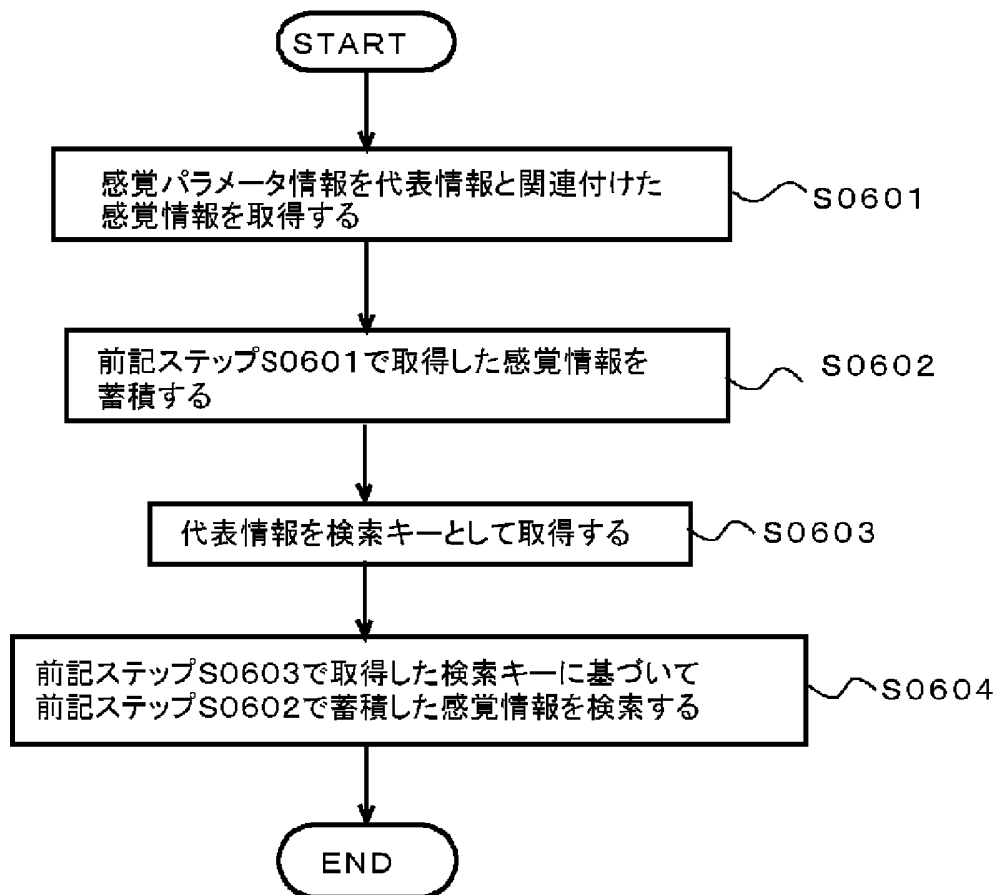 START
感覚パラメータ情報を代表情報と関連付けた
感覚情報を取得する
S0601
前記ステップS0601で取得した感覚情報を
蓄積する
S0602
代表情報を検索キーとして取得する
S0603
前記ステップS0603で取得した検索キーに基づいて
前記ステップS0602で蓄積した感覚情報を検索する
S0604
END